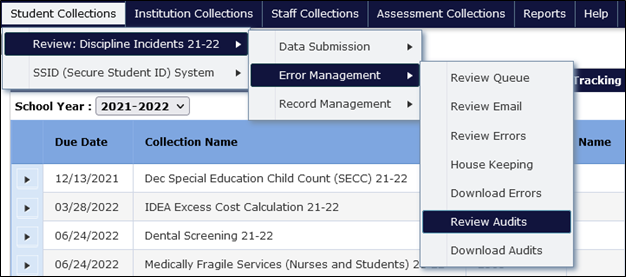 Student Collections Institution Collections Staff Collections Assessment Collections Reports Help
Review: Discipline Incidents 21-22
SSID (Secure Student ID) System
Data Submission
Error Management
Record Management
Review Queue
Review Email
Review Errors
House Keeping
Download Errors
Review Audits
Download Audits
Tracking
School Year : 2021-2022
Due Date Collection Name Name
12/13/2021 Dec Special Education Child Count (SECC) 21-22
03/28/2022 IDEA Excess Cost Calculation 21-22
06/24/2022 Dental Screening 21-22
06/24/2022 Medically Fragile Services (Nurses and Students) 2